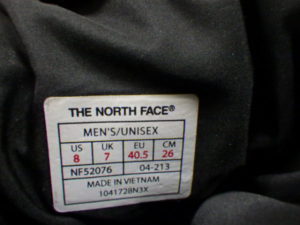 THE NORTH FACE®
MEN'S/UNISEX
US UK EU CM
8 7 40.5 26
NF52076 04-213
MADE IN VIETNAM
1041728N3X